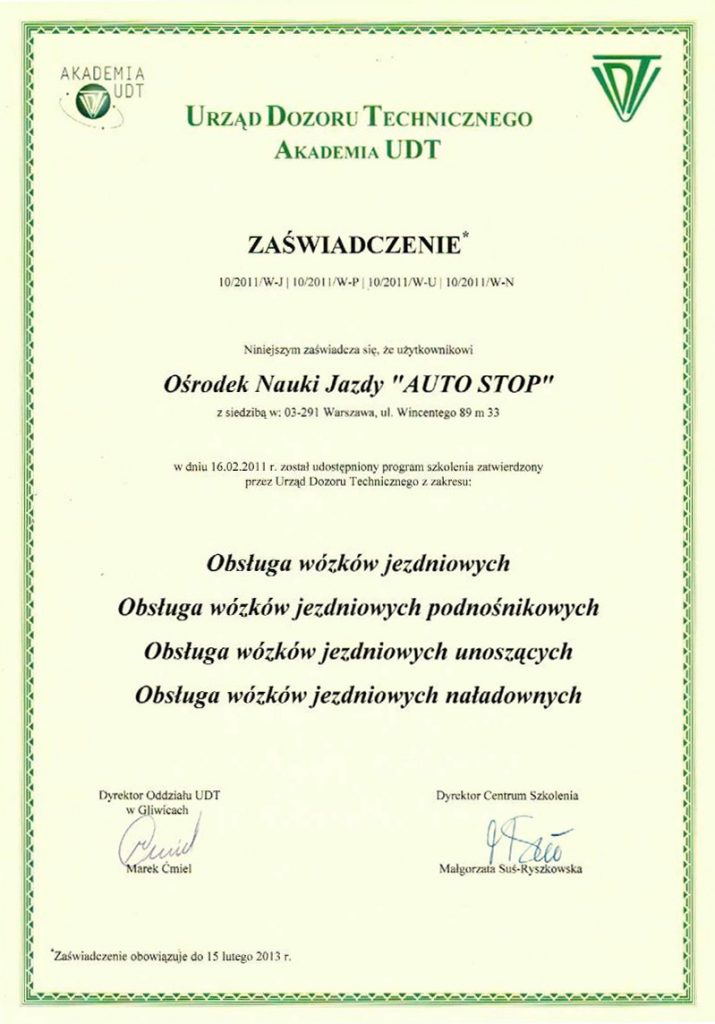 AKADEMIA
UDT
UDT
URZĄD DOZORU TECHNICZNEGO
AKADEMIA UDT
ZAŚWIADCZENIE*
10/2011/W-J | 10/2011/W-P | 10/2011/W-U | 10/2011/W-N
Niniejszym zaświadcza się, że użytkownikowi
Ośrodek Nauki Jazdy "AUTO STOP"
z siedzibą w: 03-291 Warszawa, ul. Wincentego 89 m 33
w dniu 16.02.2011 r. został udostępniony program szkolenia zatwierdzony
przez Urząd Dozoru Technicznego z zakresu:
Obsługa wózków jezdniowych
Obsługa wózków jezdniowych podnośnikowych
Obsługa wózków jezdniowych unoszących
Obsługa wózków jezdniowych naładownych
Dyrektor Oddziału UDT
w Gliwicach
Marek Ćmiel
Dyrektor Centrum Szkolenia
Małgorzata Suś-Ryszkowska
*Zaświadczenie obowiązuje do 15 lutego 2013 r.